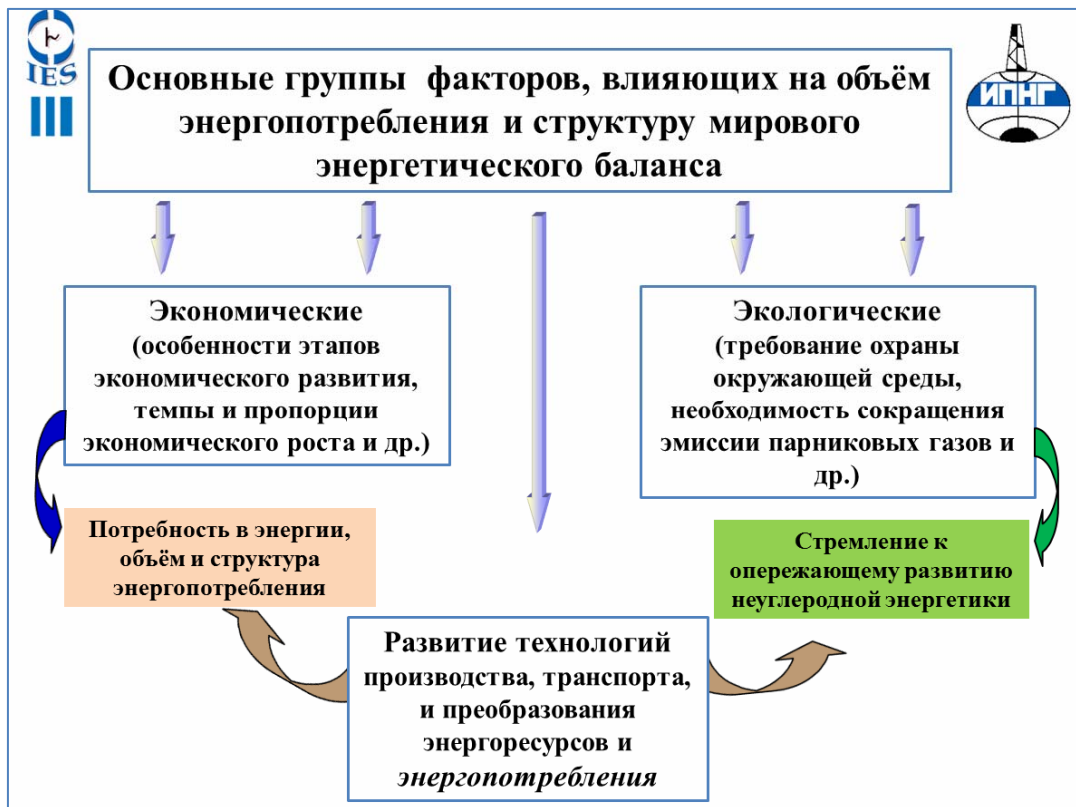 IES
ИПНГ
Основные группы факторов, влияющих на объём
энергопотребления и структуру мирового
энергетического баланса
Экономические
(особенности этапов
экономического развития,
темпы и пропорции
экономического роста и др.)
Экологические
(требование охраны
окружающей среды,
необходимость сокращения
эмиссии парниковых газов и
др.)
Потребность в энергии,
объём и структура
энергопотребления
Стремление к
опережающему развитию
неуглеродной энергетики
Развитие технологий
производства, транспорта,
и преобразования
энергоресурсов и
энергопотребления